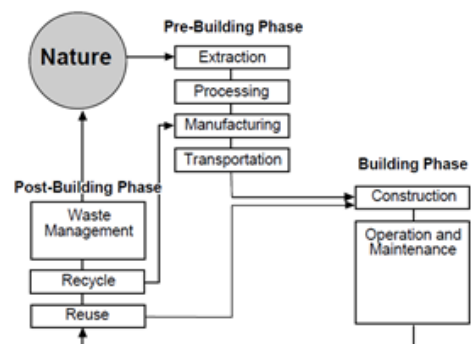 Pre-Building Phase
Nature
Extraction
Processing
Manufacturing
Transportation
Building Phase
Construction
Operation and
Maintenance
Post-Building Phase
Waste
Management
Recycle
Reuse